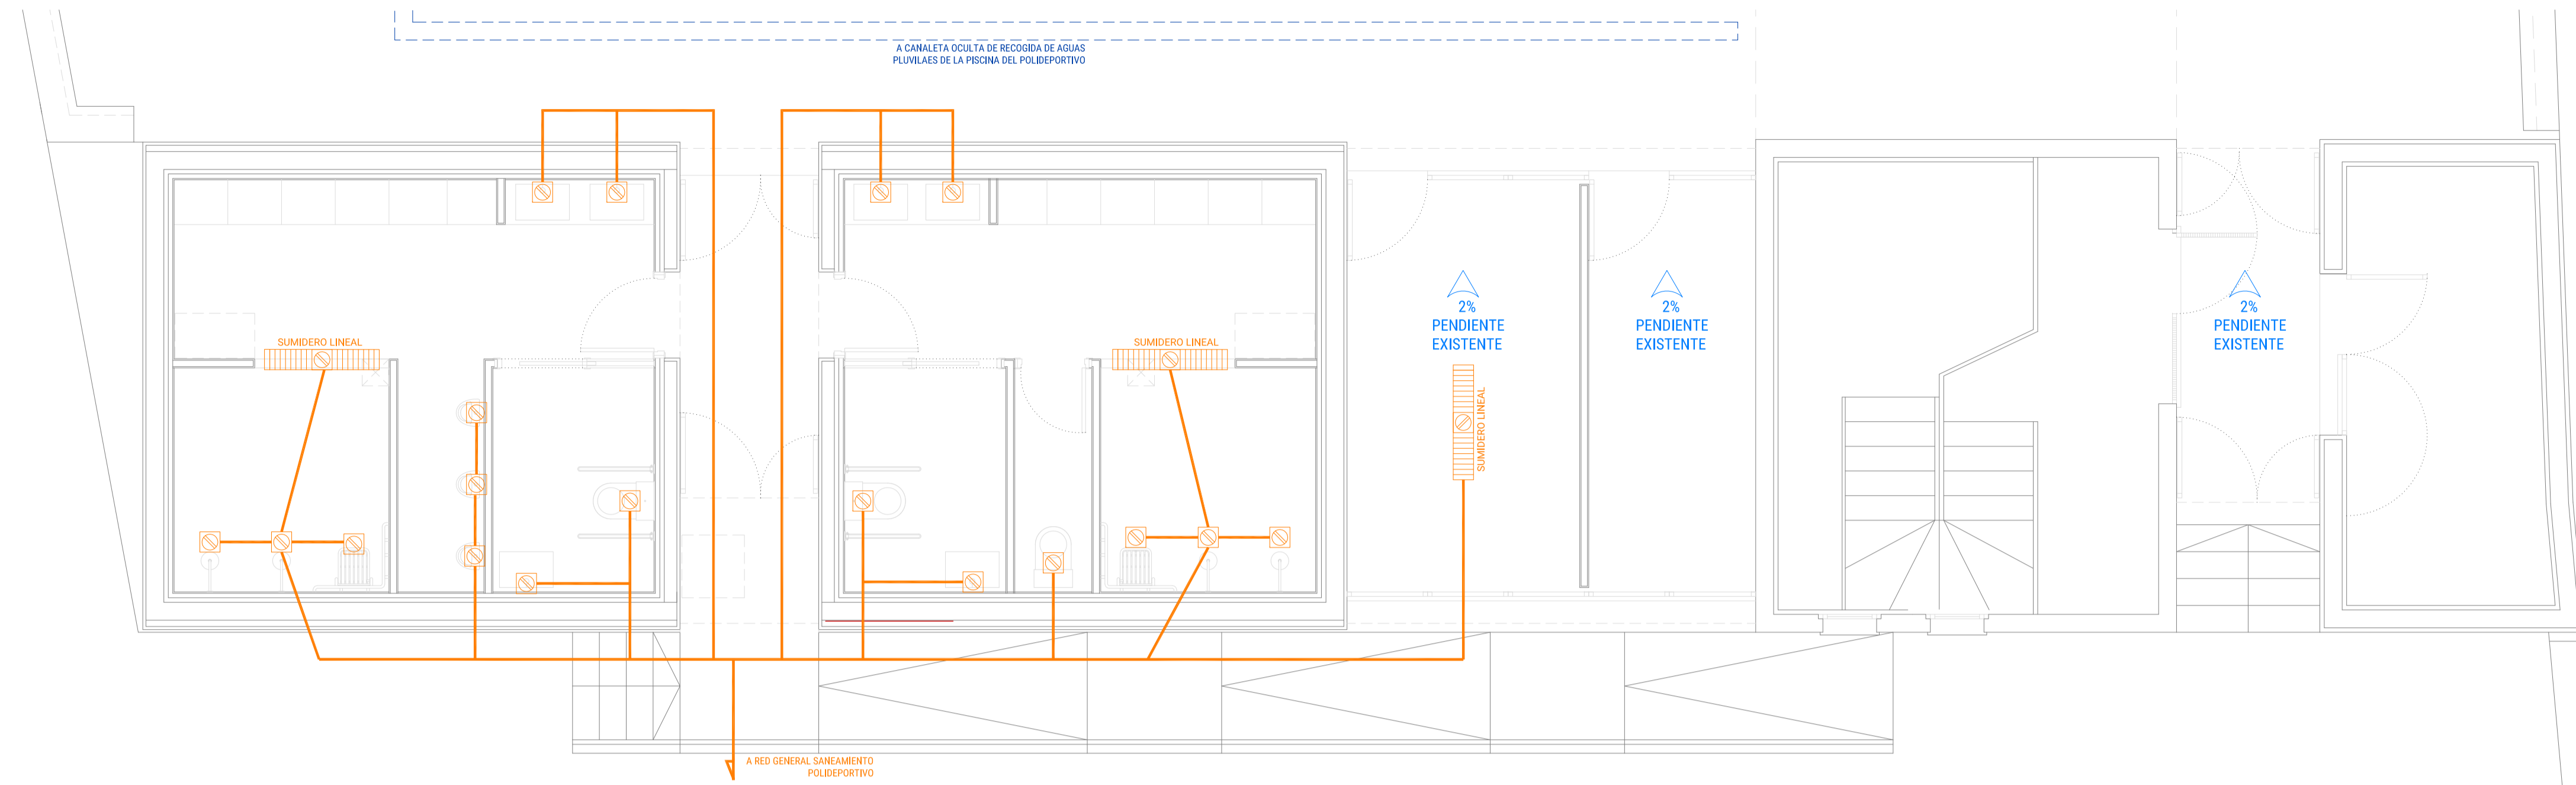 A CANALETA OCULTA DE RECOGIDA DE AGUAS
PLUVILAES DE LA PISCINA DEL POLIDEPORTIVO
2%
PENDIENTE
EXISTENTE
2%
PENDIENTE
EXISTENTE
2%
PENDIENTE
EXISTENTE
SUMIDERO LINEAL
SUMIDERO LINEAL
SUMIDERO LINEAL
A RED GENERAL SANEAMIENTO
POLIDEPORTIVO